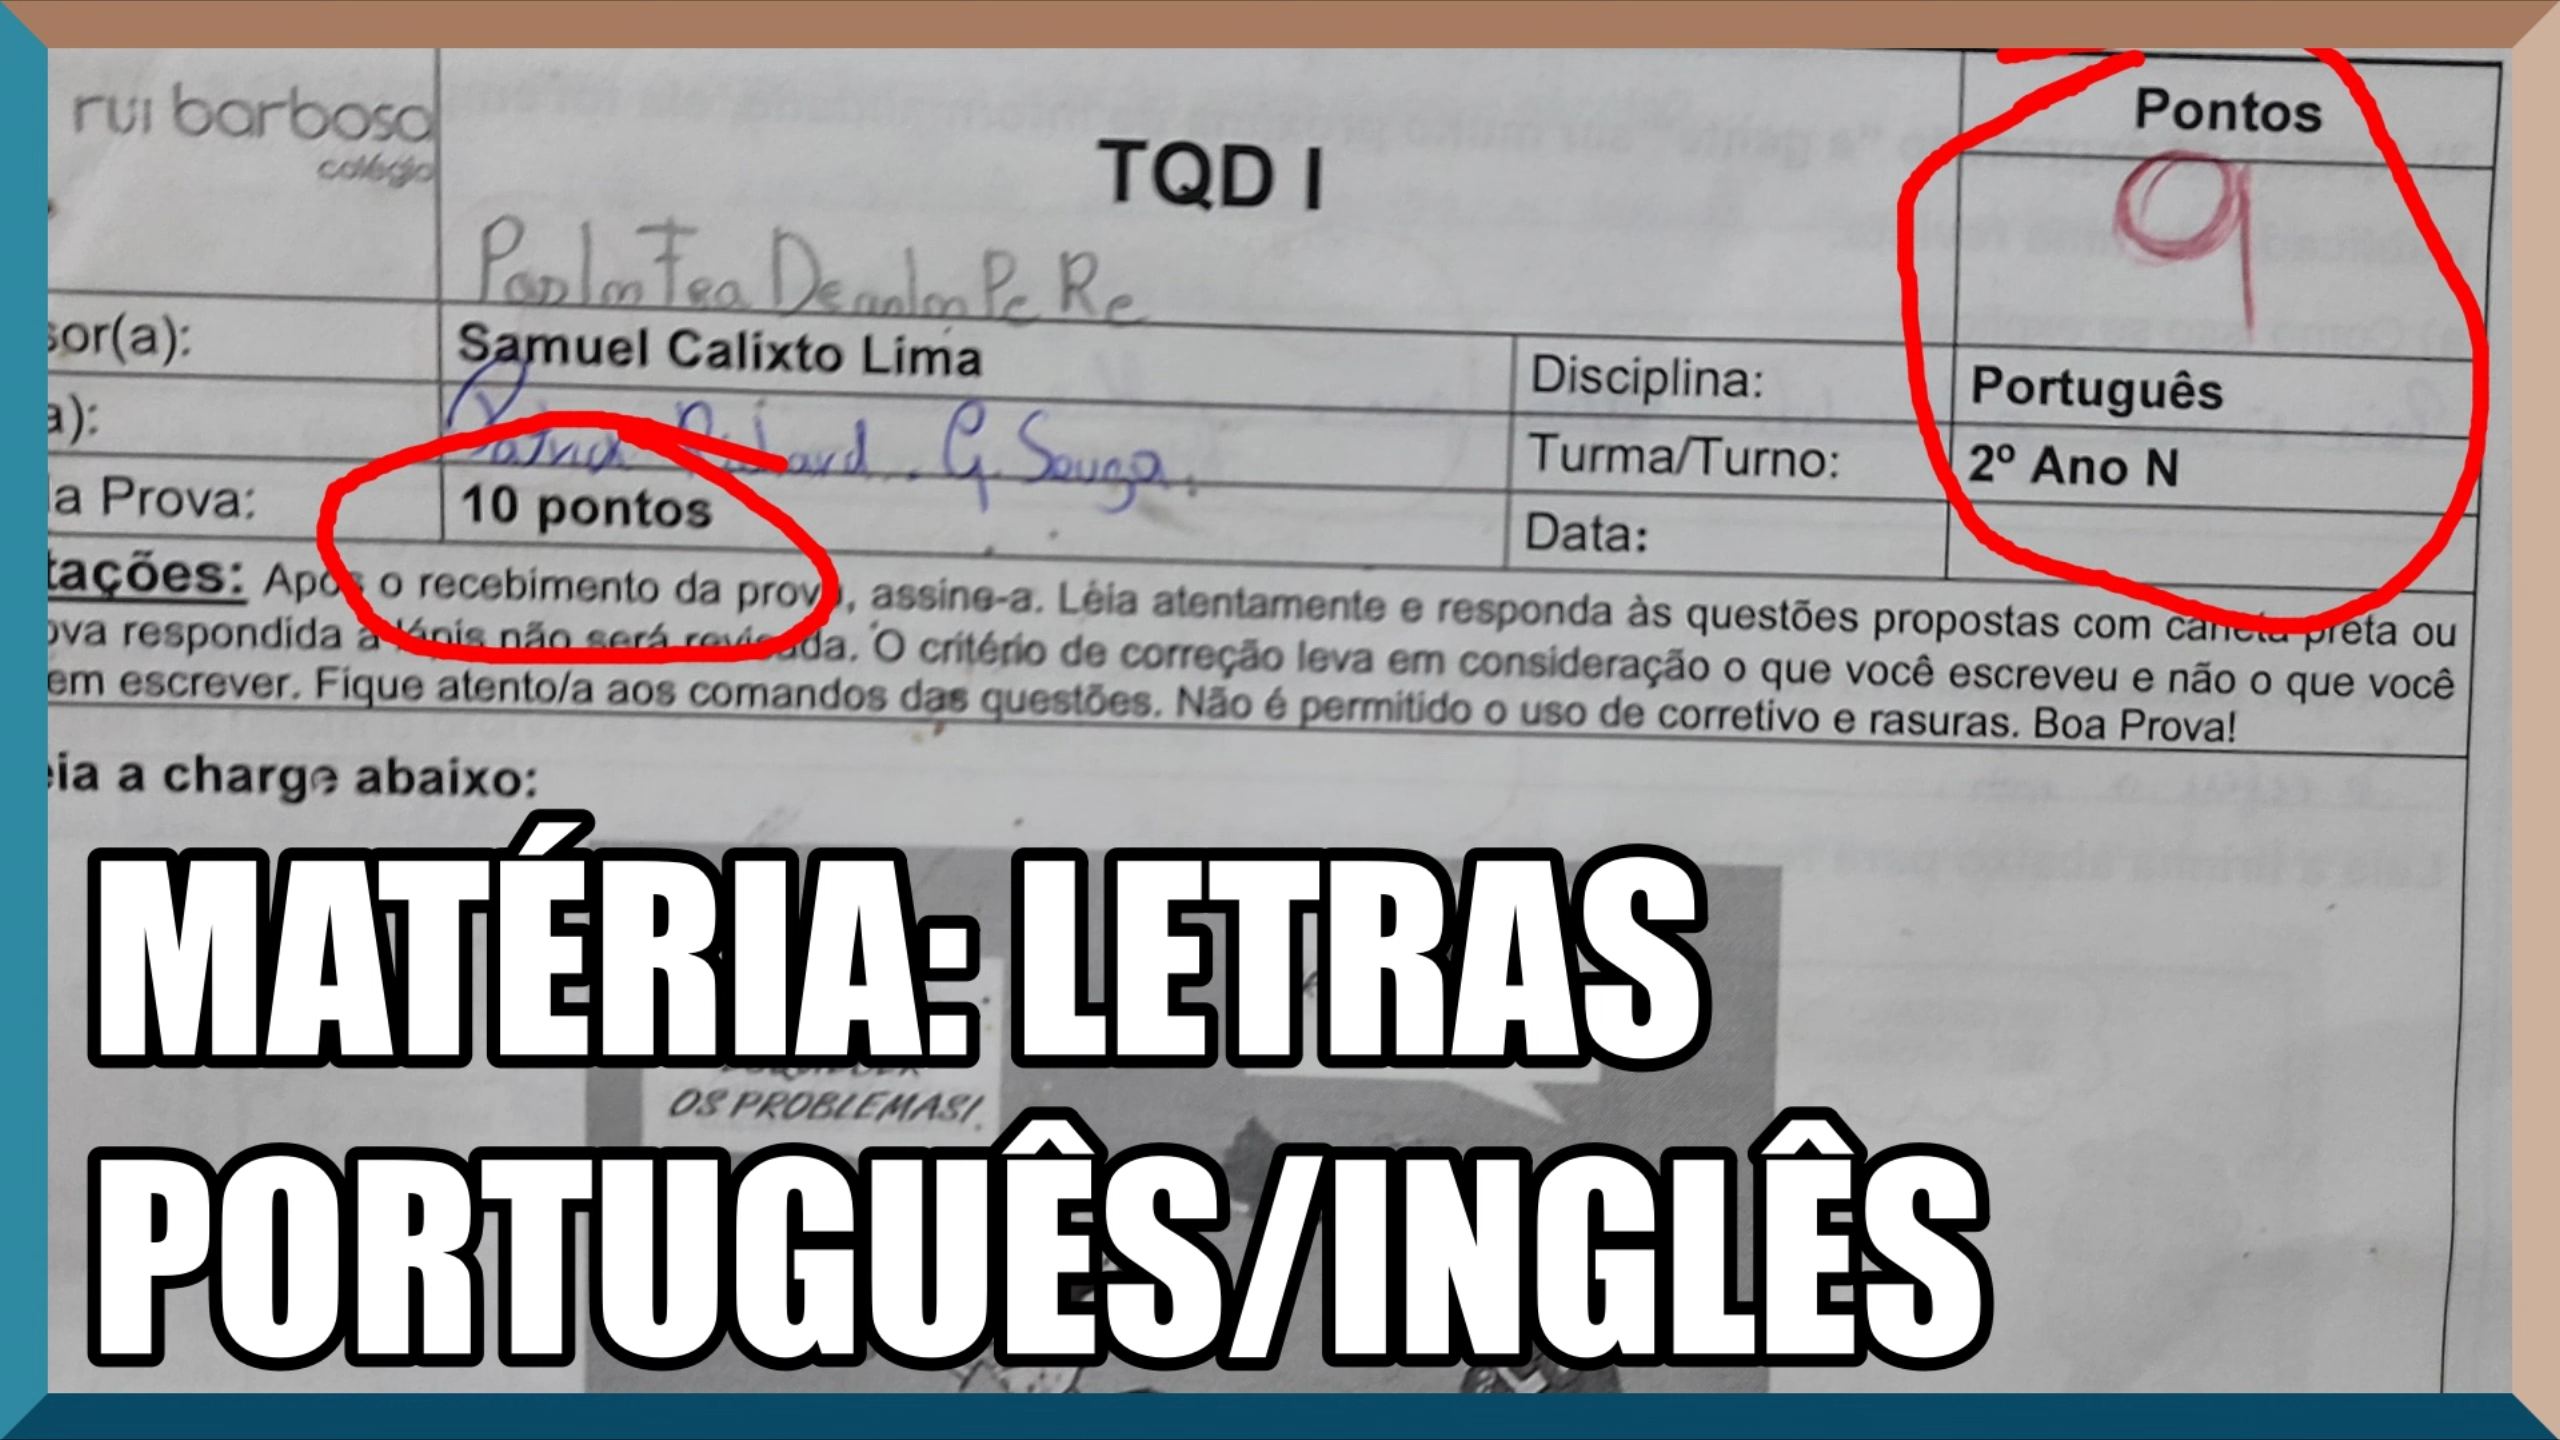 rui barbosa
colégio
TQD I
Pontos
9
sor(a):
Samuel Calixto Lima
Disciplina:
Português
a):
Patrick Richard. G. Souza.
Turma/Turno:
2º Ano N
a Prova:
10 pontos
Data:
tações: Após o recebimento da prova, assine-a. Leia atentamente e responda às questões propostas com caneta preta ou
ova respondida a lápis não será revisada. O critério de correção leva em consideração o que você escreveu e não o que você
em escrever. Fique atento/a aos comandos das questões. Não é permitido o uso de corretivo e rasuras. Boa Prova!
eia a charge abaixo:
MATÉRIA: LETRAS
OS PROBLEMAS!
PORTUGUÊS/INGLÊS